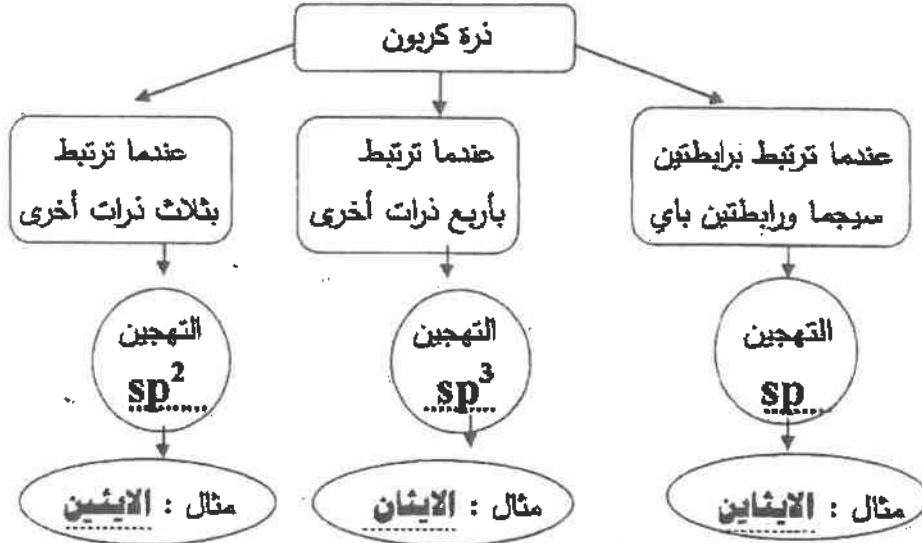 ذرة كربون
عندما ترتبط برابطتين
سيجما ورابطتين باي
عندما ترتبط
بأربع ذرات أخرى
عندما ترتبط
بثلاث ذرات أخرى
التهجين
sp
التهجين
sp³
التهجين
sp²
مثال : الايثاين
مثال : الايثان
مثال : الايثين